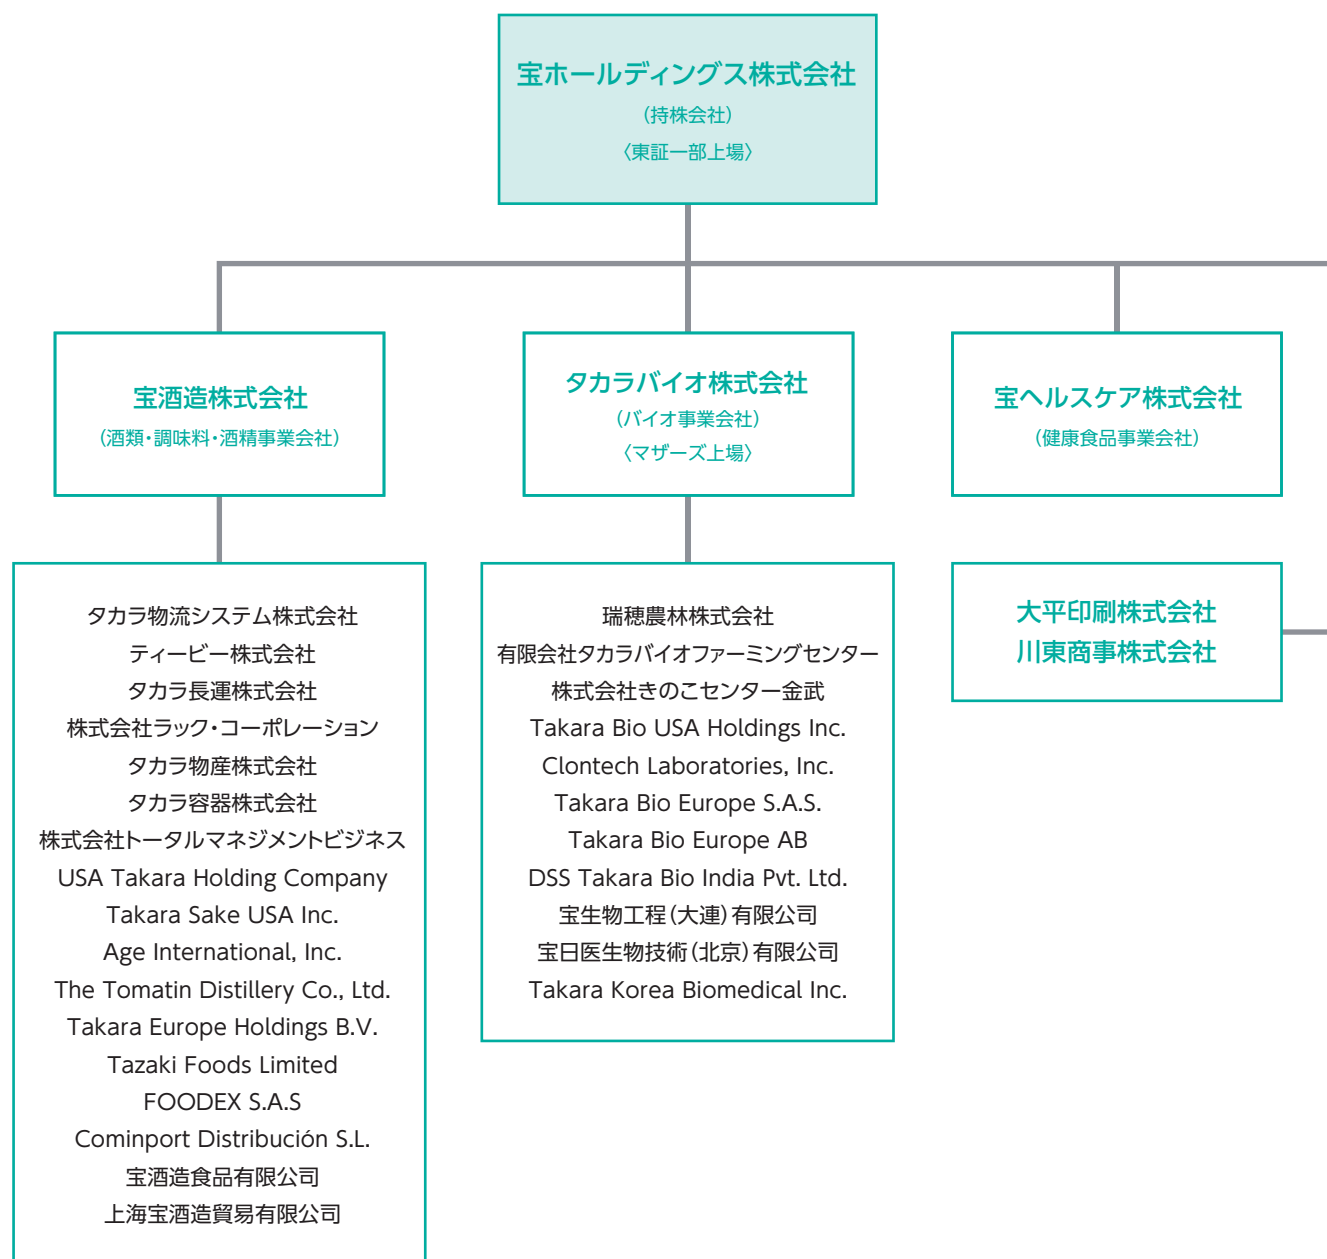 宝ホールディングス株式会社
(持株会社)
〈東証一部上場〉
宝酒造株式会社
(酒類・調味料・酒精事業会社)
タカラバイオ株式会社
(バイオ事業会社)
〈マザーズ上場〉
宝ヘルスケア株式会社
(健康食品事業会社)
タカラ物流システム株式会社
ティービー株式会社
タカラ長運株式会社
株式会社ラック・コーポレーション
タカラ物産株式会社
タカラ容器株式会社
株式会社トータルマネジメントビジネス
USA Takara Holding Company
Takara Sake USA Inc.
Age International, Inc.
The Tomatin Distillery Co., Ltd.
Takara Europe Holdings B.V.
Tazaki Foods Limited
FOODEX S.A.S
Cominport Distribución S.L.
宝酒造食品有限公司
上海宝酒造貿易有限公司
瑞穂農林株式会社
有限会社タカラバイオファーミングセンター
株式会社きのこセンター金武
Takara Bio USA Holdings Inc.
Clontech Laboratories, Inc.
Takara Bio Europe S.A.S.
Takara Bio Europe AB
DSS Takara Bio India Pvt. Ltd.
宝生物工程(大連)有限公司
宝日医生物技術(北京)有限公司
Takara Korea Biomedical Inc.
大平印刷株式会社
川東商事株式会社